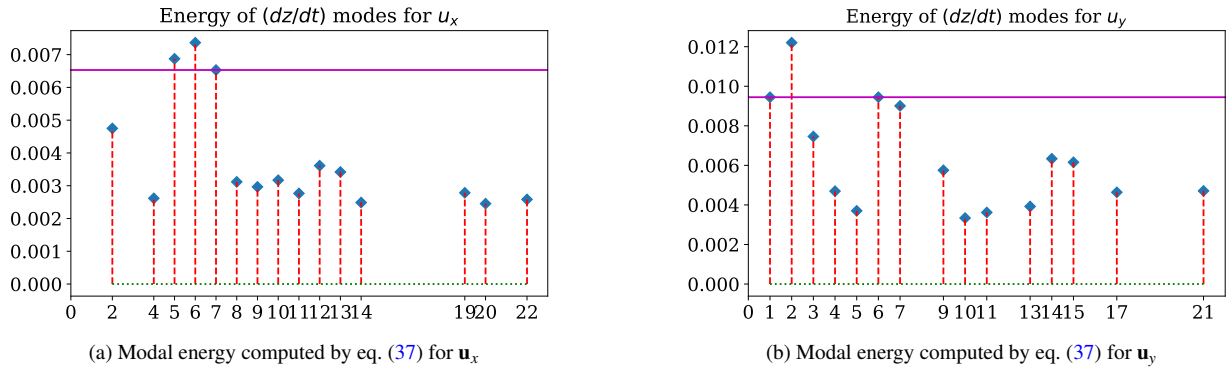 Energy of (dz/dt) modes for u_x
0.007
0.006
0.005
0.004
0.003
0.002
0.001
0.000
0 2 4 5 6 7 8 9 10 11 12 13 14 19 20 22
(a) Modal energy computed by eq. (37) for u_x
Energy of (dz/dt) modes for u_y
0.012
0.010
0.008
0.006
0.004
0.002
0.000
0 1 2 3 4 5 6 7 9 10 11 13 14 15 17 21
(b) Modal energy computed by eq. (37) for u_y